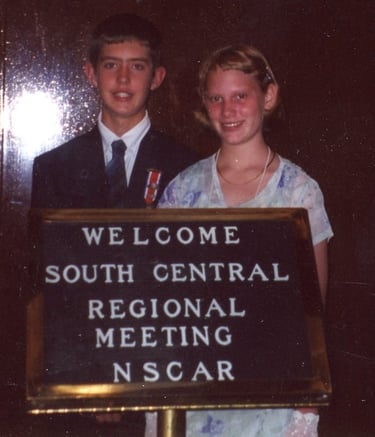 WELCOME
SOUTH CENTRAL
REGIONAL
MEETING
NSCAR